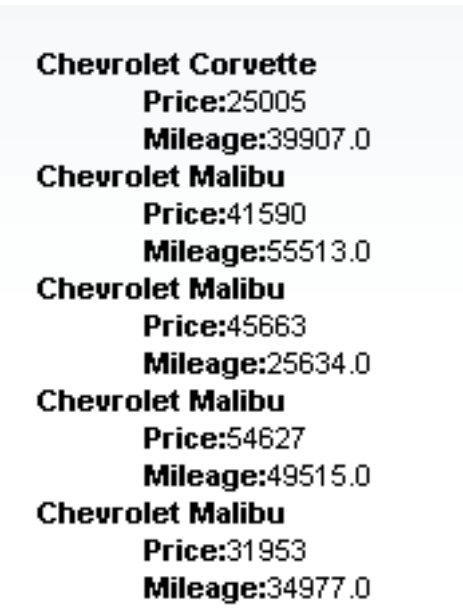 Chevrolet Corvette
Price:25005
Mileage:39907.0
Chevrolet Malibu
Price:41590
Mileage:55513.0
Chevrolet Malibu
Price:45663
Mileage:25634.0
Chevrolet Malibu
Price:54627
Mileage:49515.0
Chevrolet Malibu
Price:31953
Mileage:34977.0